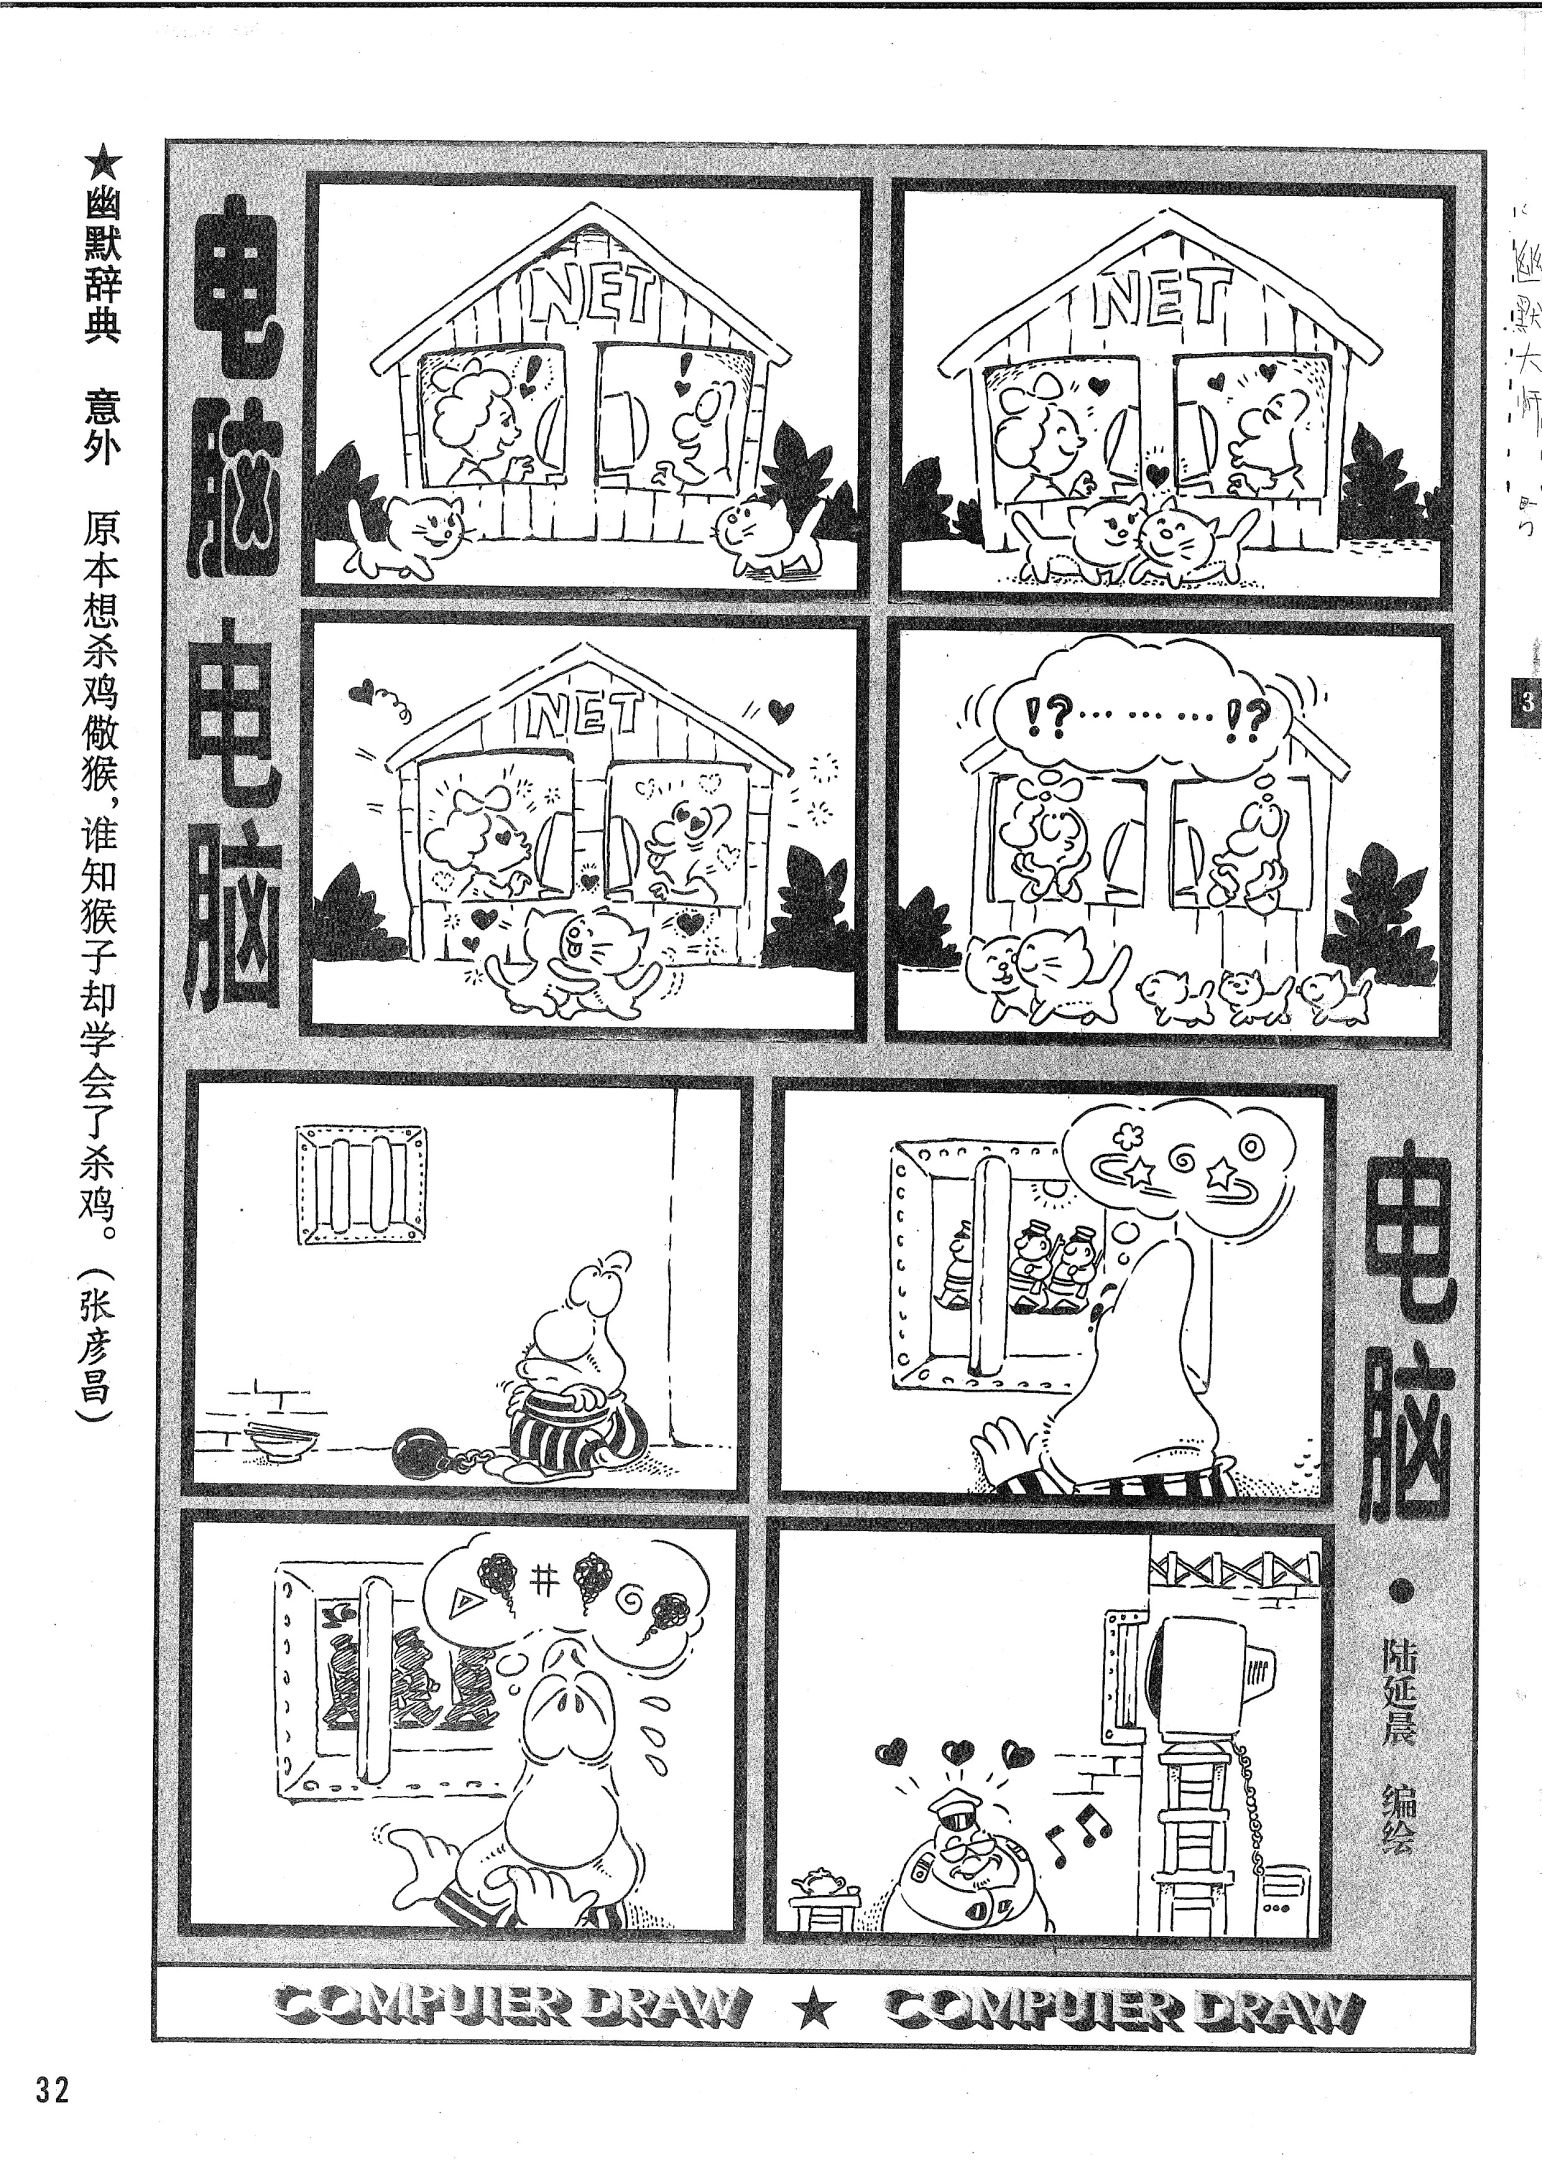 ★幽默辞典 意外 原本想杀鸡儆猴，谁知猴子却学会了杀鸡。（张彦昌）
电脑电脑
NET
NET
NET
!?………!?
电脑·陆延晨 编绘
COMPUTER DRAW ★ COMPUTER DRAW
32
幽默大师
3